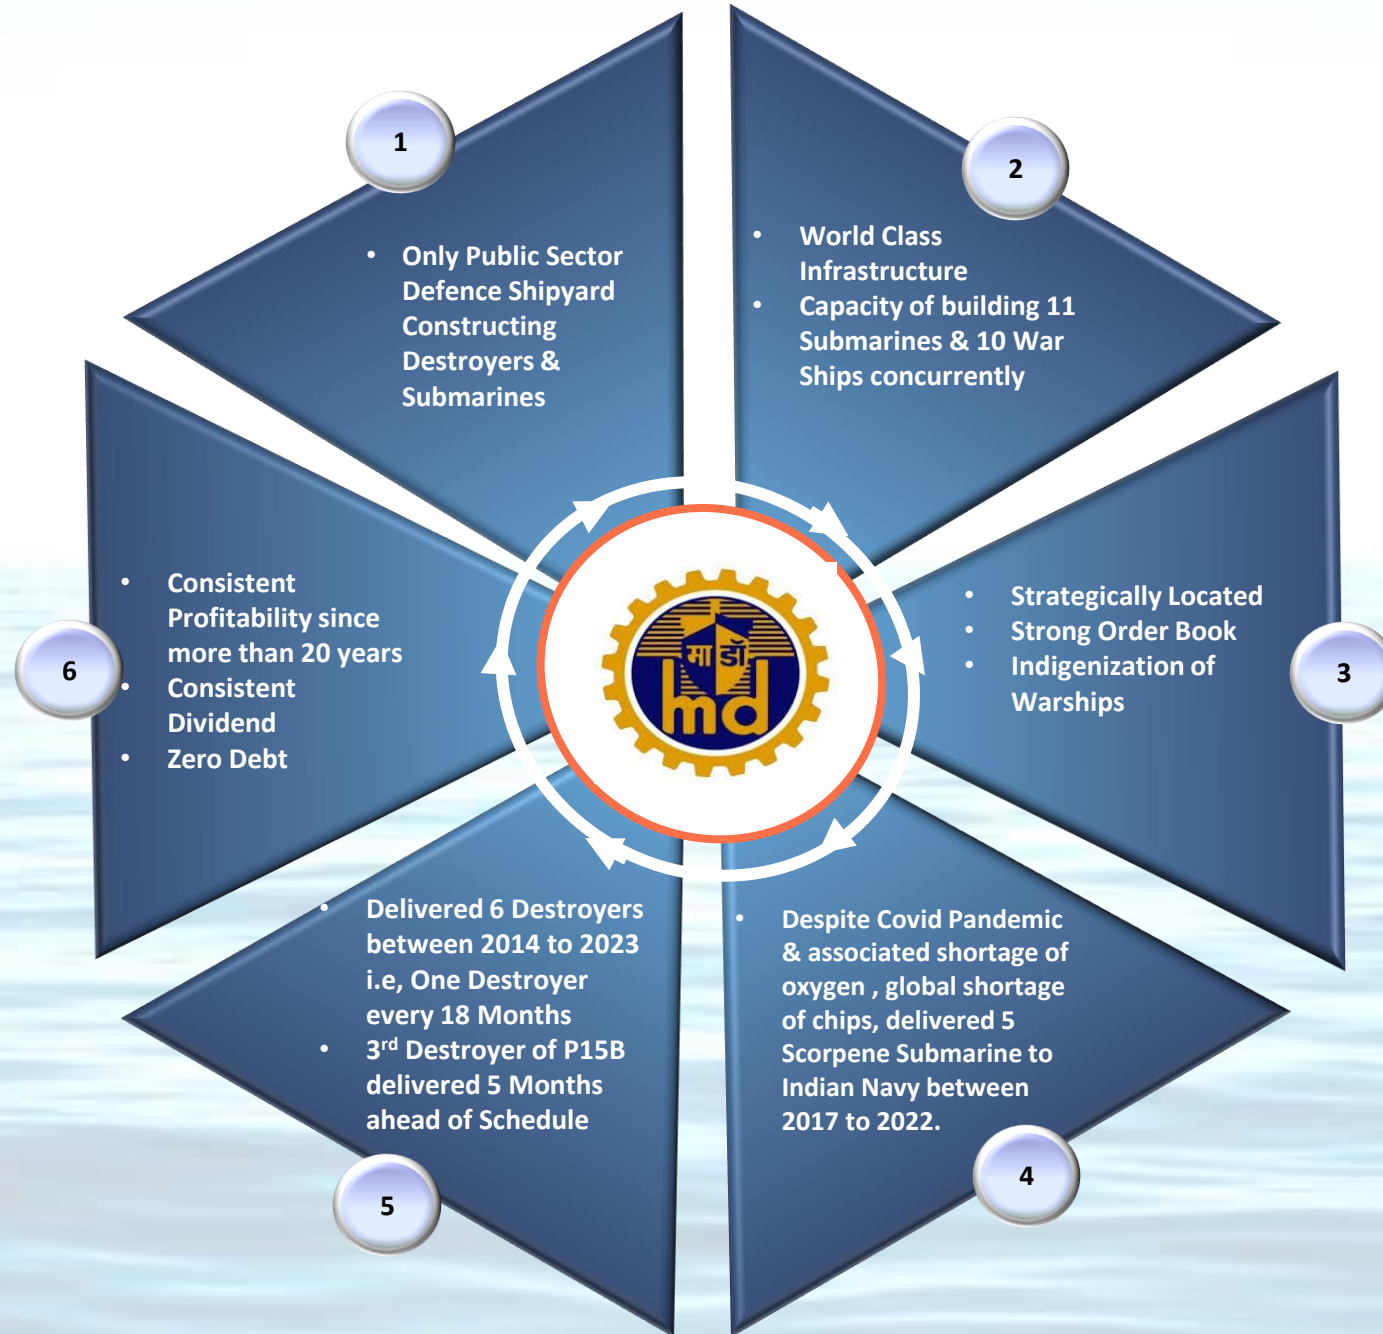 1
• Only Public Sector
Defence Shipyard
Constructing
Destroyers &
Submarines
2
• World Class
Infrastructure
• Capacity of building 11
Submarines & 10 War
Ships concurrently
3
• Strategically Located
• Strong Order Book
• Indigenization of
Warships
4
• Despite Covid Pandemic
& associated shortage of
oxygen , global shortage
of chips, delivered 5
Scorpene Submarine to
Indian Navy between
2017 to 2022.
5
• Delivered 6 Destroyers
between 2014 to 2023
i.e, One Destroyer
every 18 Months
• 3rd Destroyer of P15B
delivered 5 Months
ahead of Schedule
6
• Consistent
Profitability since
more than 20 years
• Consistent
Dividend
• Zero Debt
मा डॉ
md